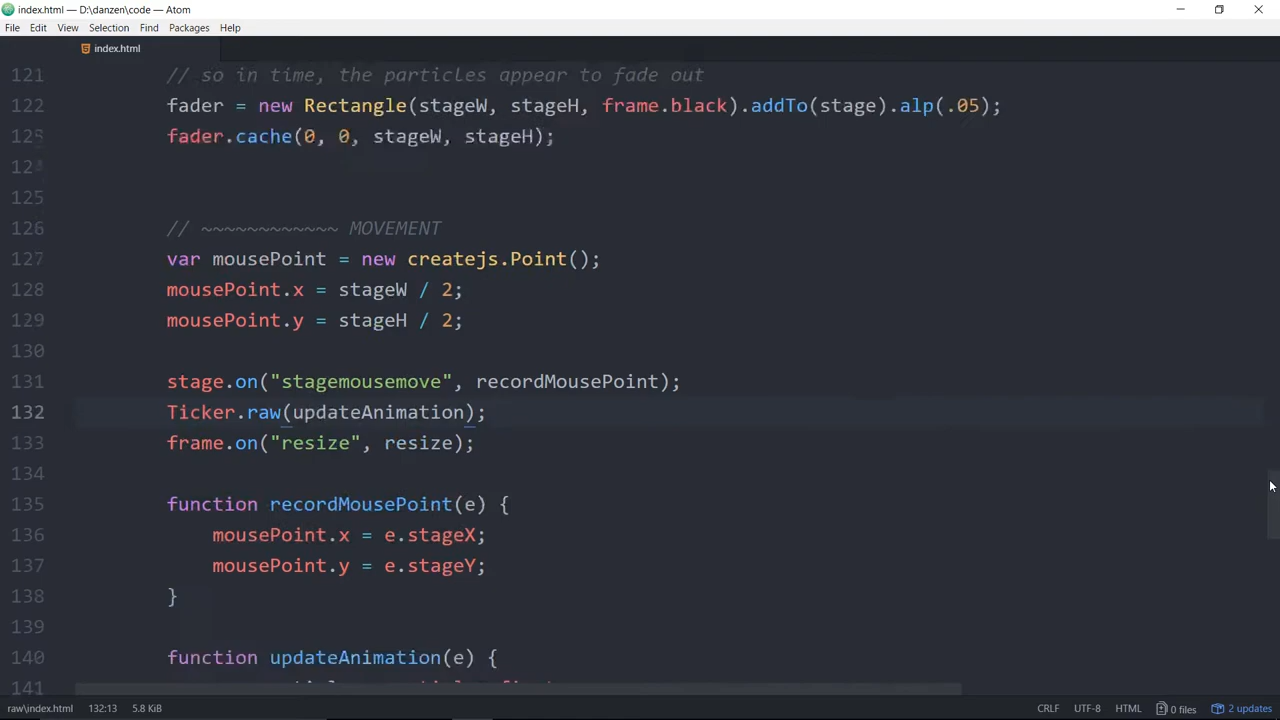 index.html — D:\danzen\code — Atom
File Edit View Selection Find Packages Help
index.html
121 // so in time, the particles appear to fade out
122 fader = new Rectangle(stageW, stageH, frame.black).addTo(stage).alp(.05);
123 fader.cache(0, 0, stageW, stageH);
124
125
126 // ~~~~~~~~~~~~ MOVEMENT
127 var mousePoint = new createjs.Point();
128 mousePoint.x = stageW / 2;
129 mousePoint.y = stageH / 2;
130
131 stage.on("stagemousemove", recordMousePoint);
132 Ticker.raw(updateAnimation);
133 frame.on("resize", resize);
134
135 function recordMousePoint(e) {
136 mousePoint.x = e.stageX;
137 mousePoint.y = e.stageY;
138 }
139
140 function updateAnimation(e) {
141
raw\index.html 132:13 5.8 KiB CRLF UTF-8 HTML 0 files 2 updates